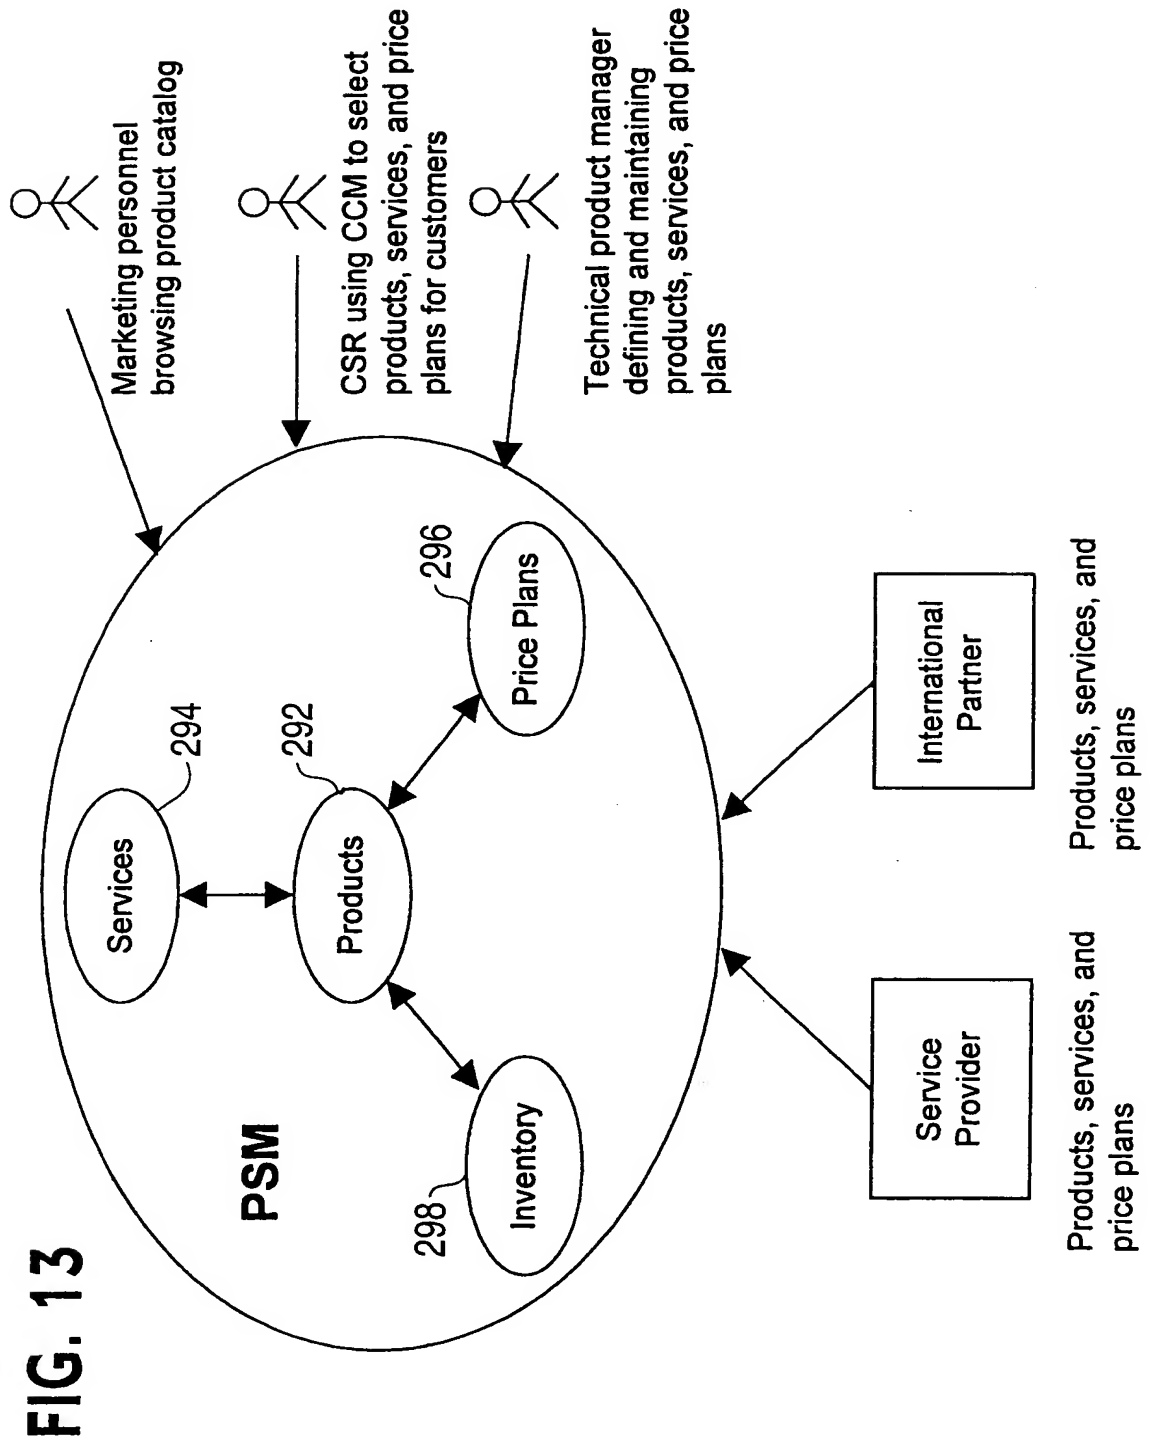 FIG. 13
PSM
Services
294
Products
292
Inventory
298
Price Plans
296
Marketing personnel
browsing product catalog
CSR using CCM to select
products, services, and price
plans for customers
Technical product manager
defining and maintaining
products, services, and price
plans
Service
Provider
Products, services, and
price plans
International
Partner
Products, services, and
price plans